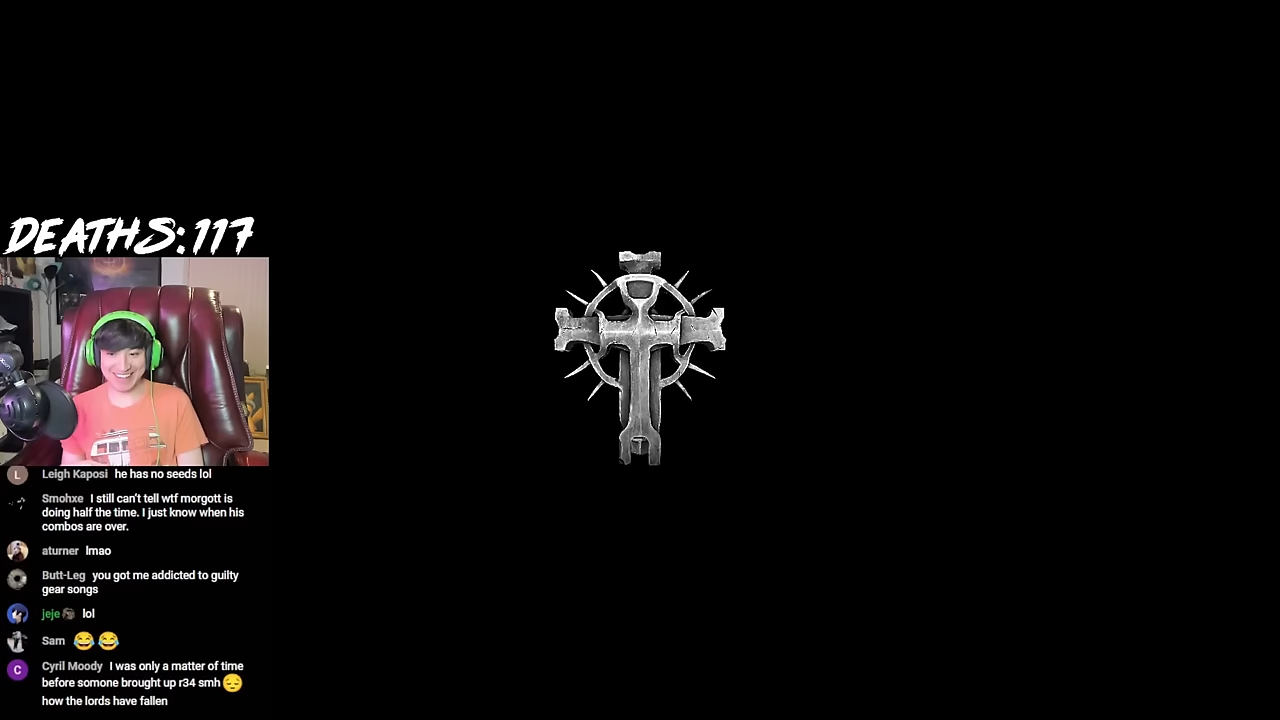 DEATHS:117
L
Leigh Kaposi he has no seeds lol
Smohxe I still can't tell wtf morgott is
doing half the time. I just know when his
combos are over.
aturner lmao
Butt-Leg you got me addicted to guilty
gear songs
jeje lol
Sam 😂 😂
C
Cyril Moody I was only a matter of time
before somone brought up r34 smh😔
how the lords have fallen